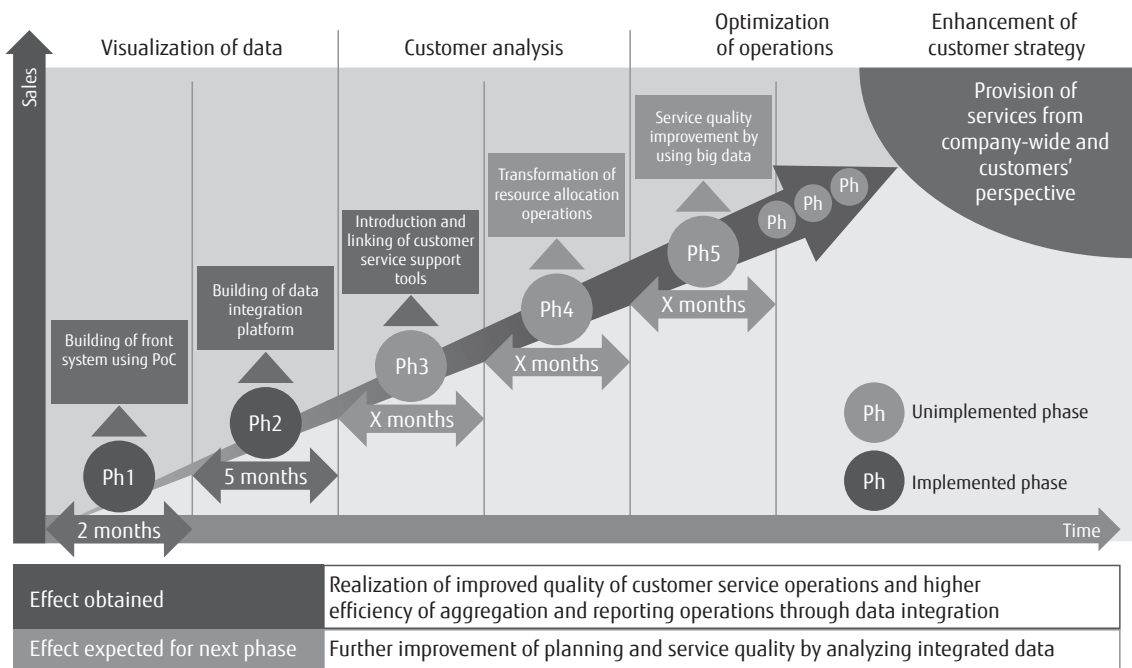 Visualization of data
Customer analysis
Optimization
of operations
Enhancement of
customer strategy
Sales
Provision of
services from
company-wide and
customers'
perspective
Service quality
improvement by
using big data
Transformation of
resource allocation
operations
Introduction and
linking of customer
service support
tools
Building of data
integration
platform
Building of front
system using PoC
Ph1
Ph2
Ph3
Ph4
Ph5
Ph
Ph
Ph
2 months
5 months
X months
X months
X months
Ph
Unimplemented phase
Ph
Implemented phase
Time
Effect obtained
Realization of improved quality of customer service operations and higher
efficiency of aggregation and reporting operations through data integration
Effect expected for next phase
Further improvement of planning and service quality by analyzing integrated data